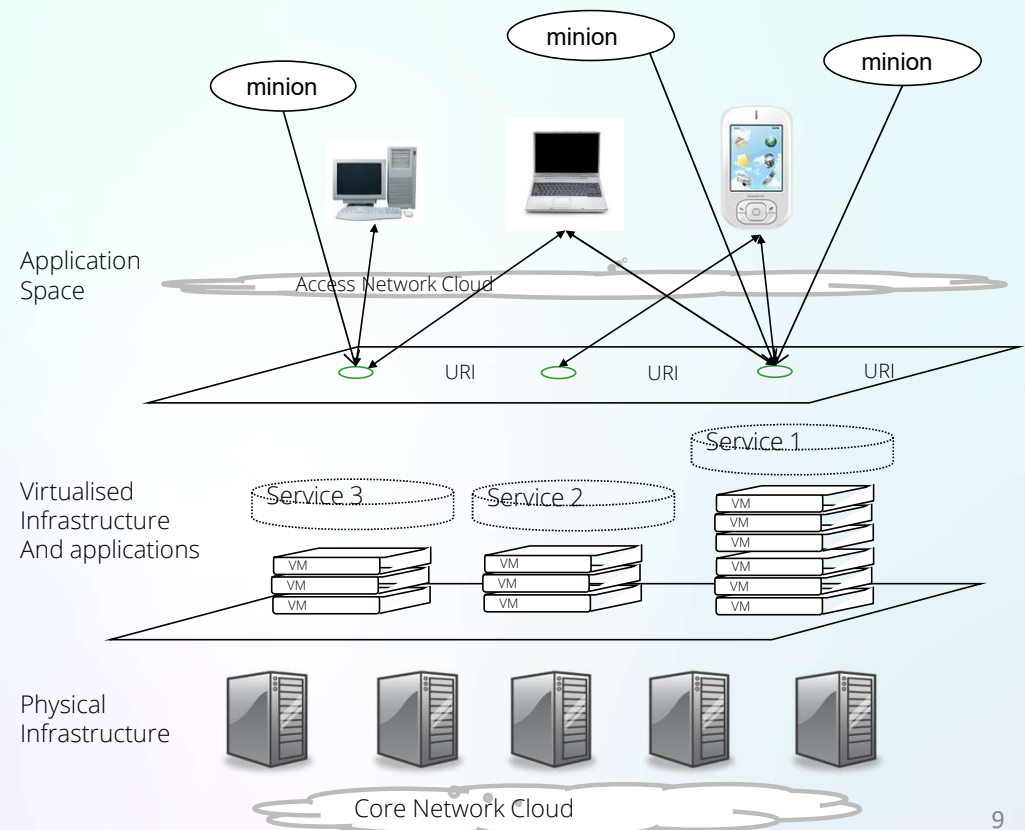 minion
minion
minion
Application
Space
Access Network Cloud
URI
URI
URI
Service 1
Virtualised
Infrastructure
And applications
Service 3
Service 2
VM
VM
VM
VM
VM
VM
VM
VM
VM
VM
VM
VM
Physical
Infrastructure
Core Network Cloud
9